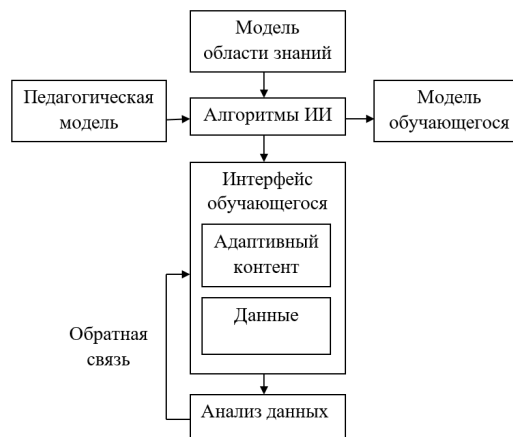 Модель
области знаний
Педагогическая
модель
Алгоритмы ИИ
Модель
обучающегося
Интерфейс
обучающегося
Адаптивный
контент
Данные
Обратная
связь
Анализ данных